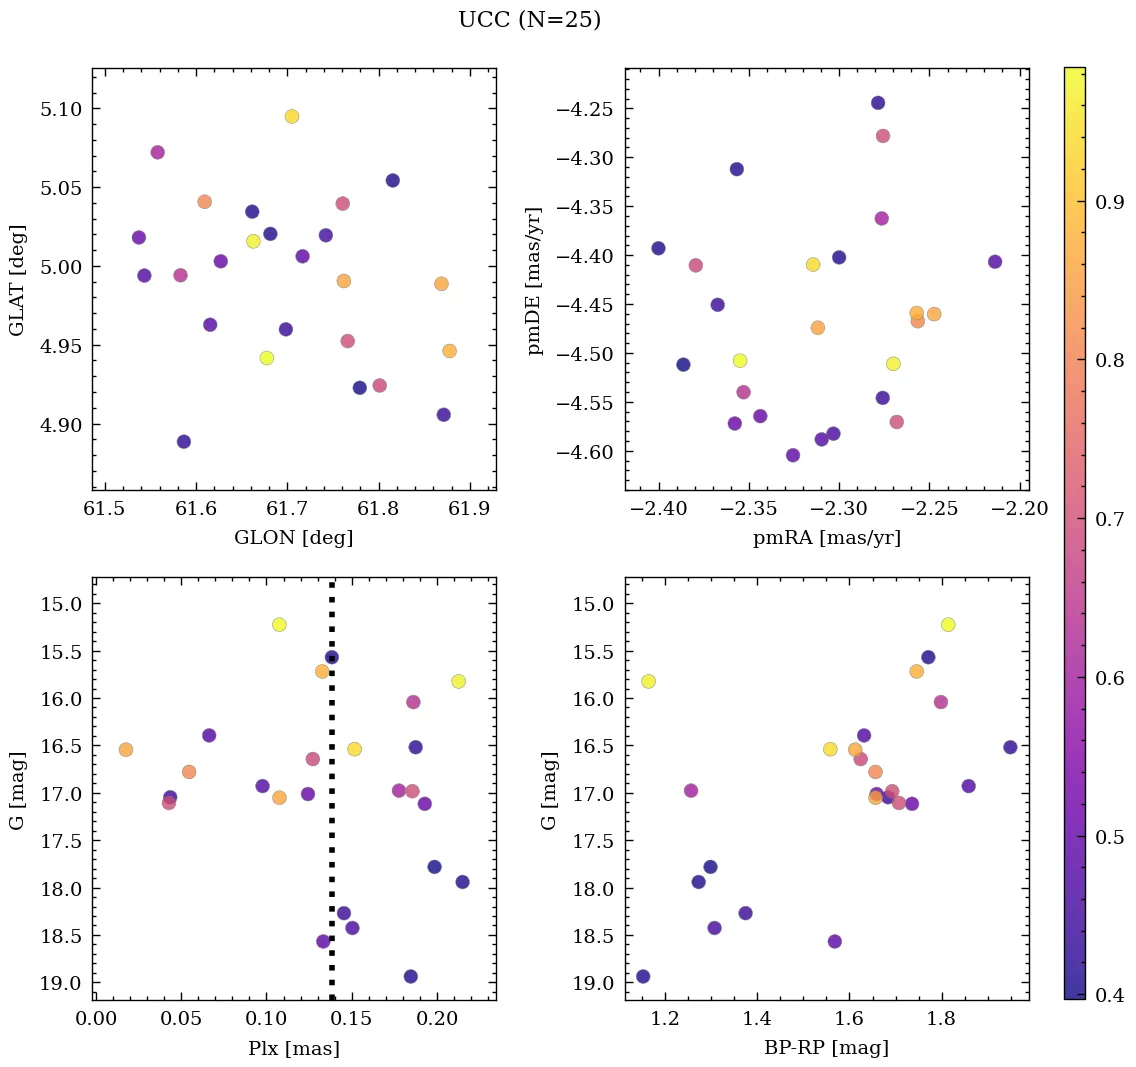 UCC (N=25)
5.10
5.05
5.00
4.95
4.90
GLAT [deg]
61.5 61.6 61.7 61.8 61.9
GLON [deg]
−4.25
−4.30
−4.35
−4.40
−4.45
−4.50
−4.55
−4.60
pmDE [mas/yr]
−2.40 −2.35 −2.30 −2.25 −2.20
pmRA [mas/yr]
15.0
15.5
16.0
16.5
17.0
17.5
18.0
18.5
19.0
G [mag]
0.00 0.05 0.10 0.15 0.20
Plx [mas]
15.0
15.5
16.0
16.5
17.0
17.5
18.0
18.5
19.0
G [mag]
1.2 1.4 1.6 1.8
BP-RP [mag]
0.9
0.8
0.7
0.6
0.5
0.4